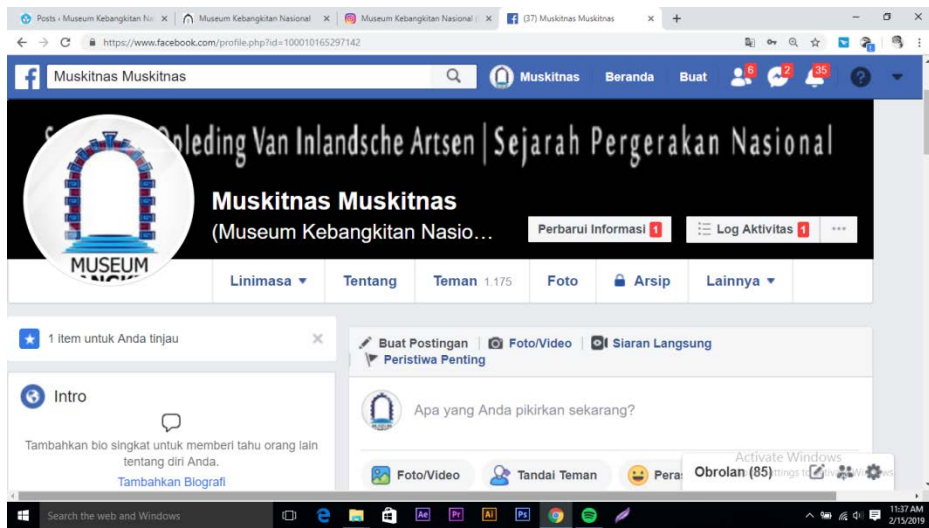 Posts ‹ Museum Kebangkitan Na
Museum Kebangkitan Nasional
Museum Kebangkitan Nasional
(37) Muskitnas Muskitnas
https://www.facebook.com/profile.php?id=100010165297142
Muskitnas Muskitnas
Muskitnas
Beranda
Buat
6
2
35
Van Inlandsche Artsen | Sejarah Pergerakan Nasional
Muskitnas Muskitnas
(Museum Kebangkitan Nasio...
Perbarui Informasi 1
Log Aktivitas 1
MUSEUM
Linimasa
Tentang
Teman 1.175
Foto
Arsip
Lainnya
1 item untuk Anda tinjau
Buat Postingan
Foto/Video
Siaran Langsung
Peristiwa Penting
Intro
Tambahkan bio singkat untuk memberi tahu orang lain
tentang diri Anda.
Tambahkan Biografi
Apa yang Anda pikirkan sekarang?
Foto/Video
Tandai Teman
Pera
Activate Windows
Obrolan (85)
Search the web and Windows
Ae
Pr
Ai
Ps
11:37 AM
2/15/2019